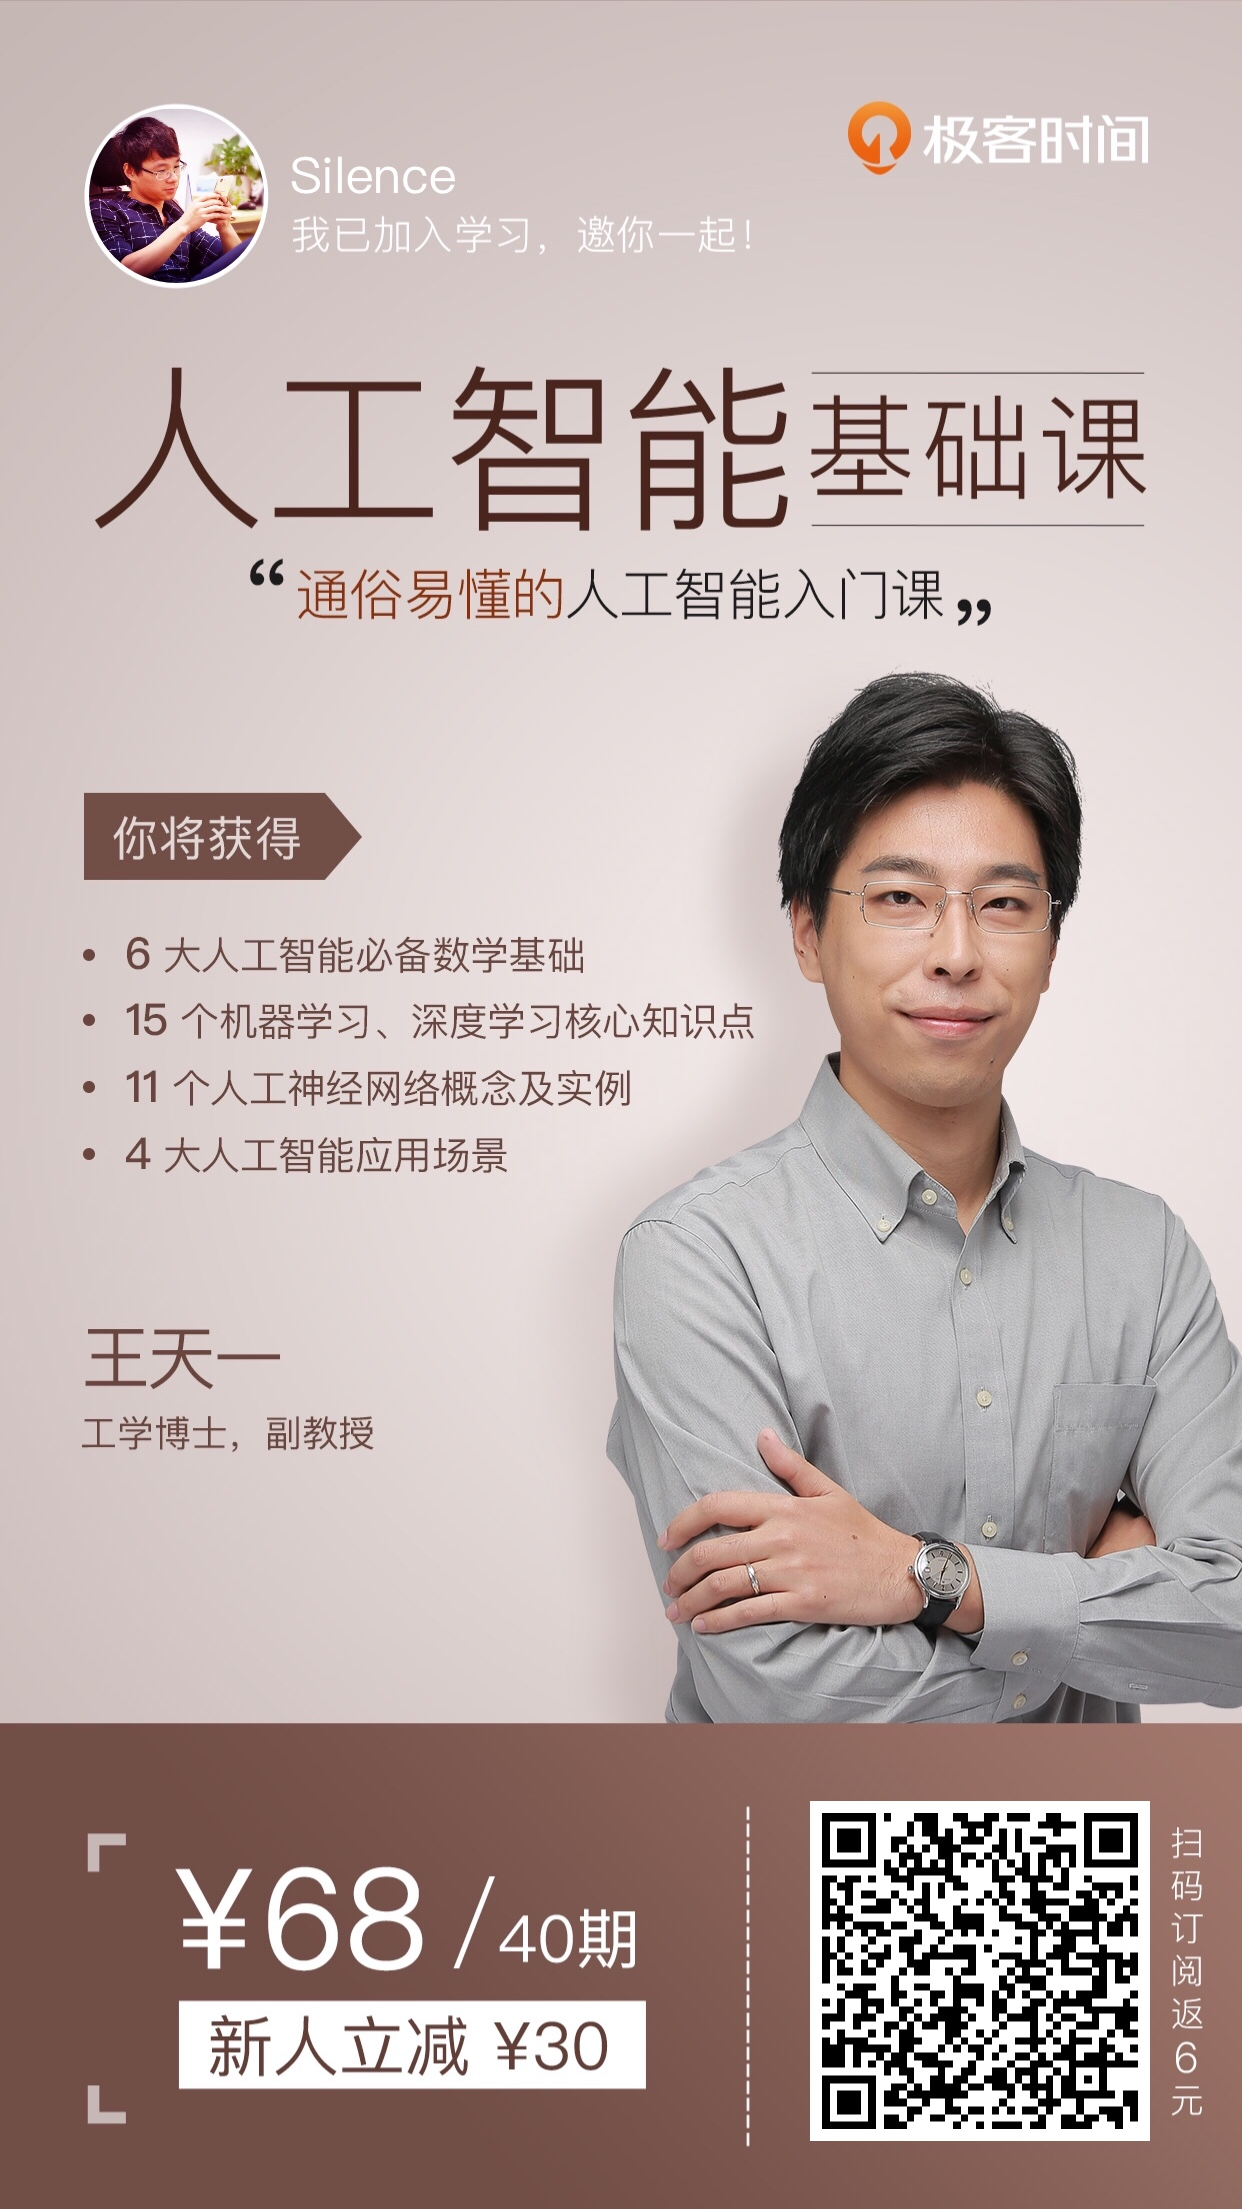 极客时间
Silence
我已加入学习，邀你一起！
人工智能基础课
“通俗易懂的人工智能入门课”
你将获得
• 6 大人工智能必备数学基础
• 15 个机器学习、深度学习核心知识点
• 11 个人工神经网络概念及实例
• 4 大人工智能应用场景
王天一
工学博士，副教授
¥68/40期
新人立减 ¥30
扫码订阅返6元